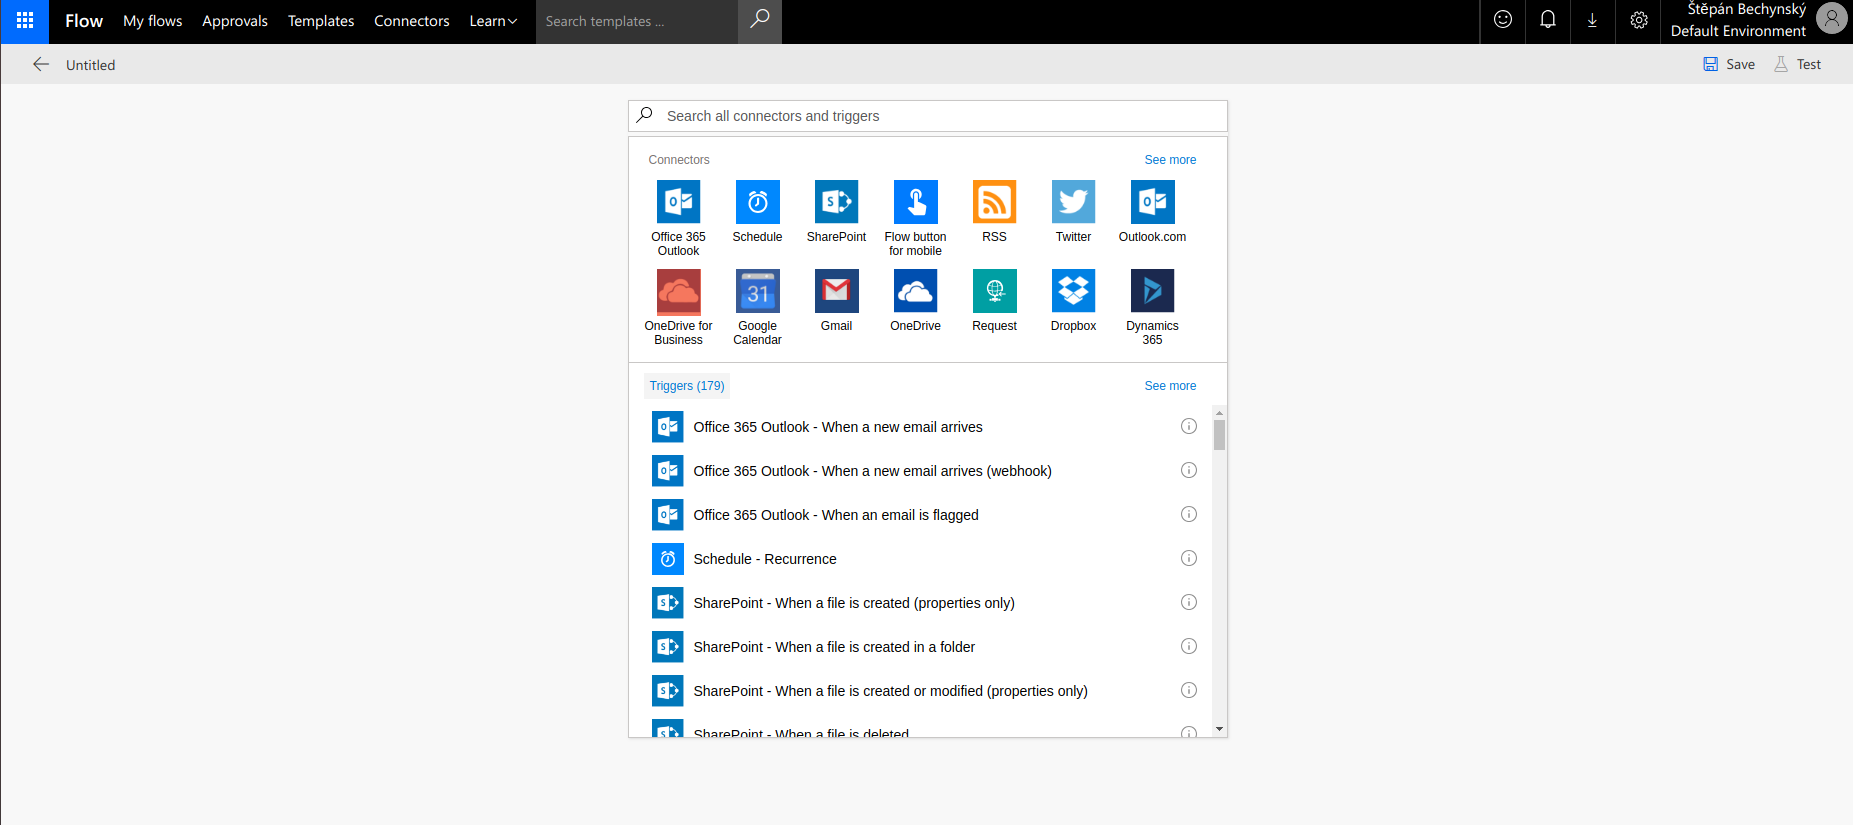 Flow My flows Approvals Templates Connectors Learn Search templates ...
Štěpán Bechynský
Default Environment
Untitled
Save Test
Search all connectors and triggers
Connectors See more
Office 365 Outlook
Schedule
SharePoint
Flow button for mobile
RSS
Twitter
Outlook.com
OneDrive for Business
31
Google Calendar
Gmail
OneDrive
Request
Dropbox
Dynamics 365
Triggers (179) See more
Office 365 Outlook - When a new email arrives
Office 365 Outlook - When a new email arrives (webhook)
Office 365 Outlook - When an email is flagged
Schedule - Recurrence
SharePoint - When a file is created (properties only)
SharePoint - When a file is created in a folder
SharePoint - When a file is created or modified (properties only)
SharePoint - When a file is deleted